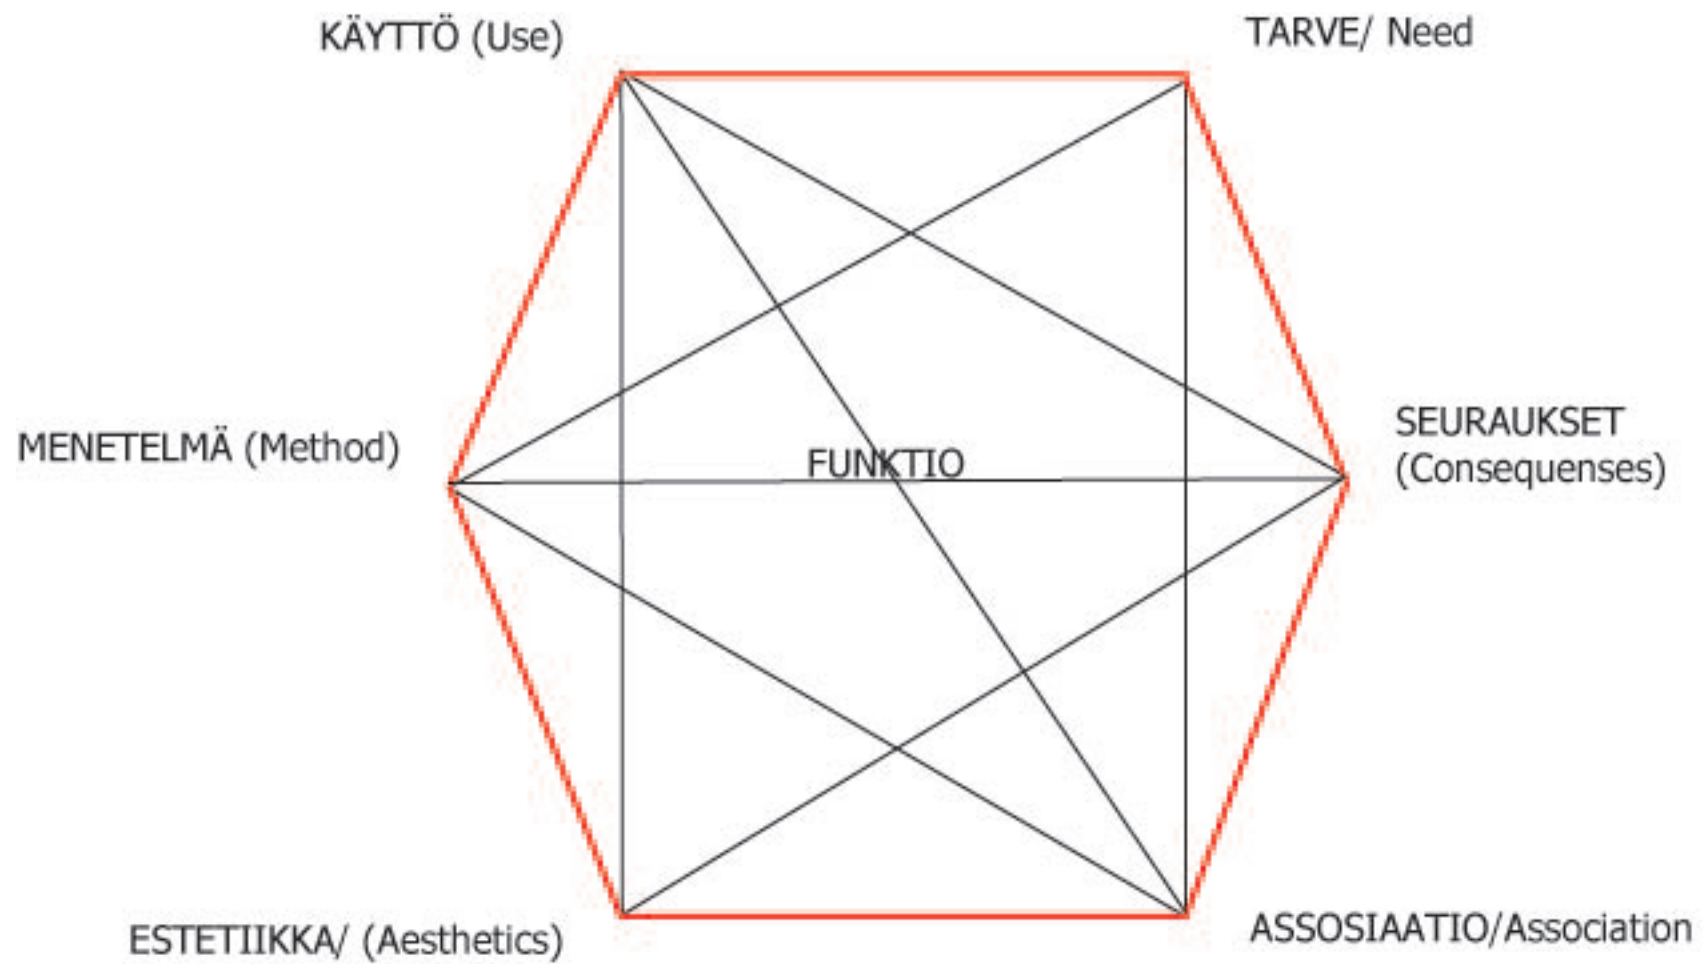 KÄYTTÖ (Use)
TARVE/ Need
MENETELMÄ (Method)
FUNKTIO
SEURAUKSET
(Consequenses)
ESTETIIKKA/ (Aesthetics)
ASSOSIAATIO/Association